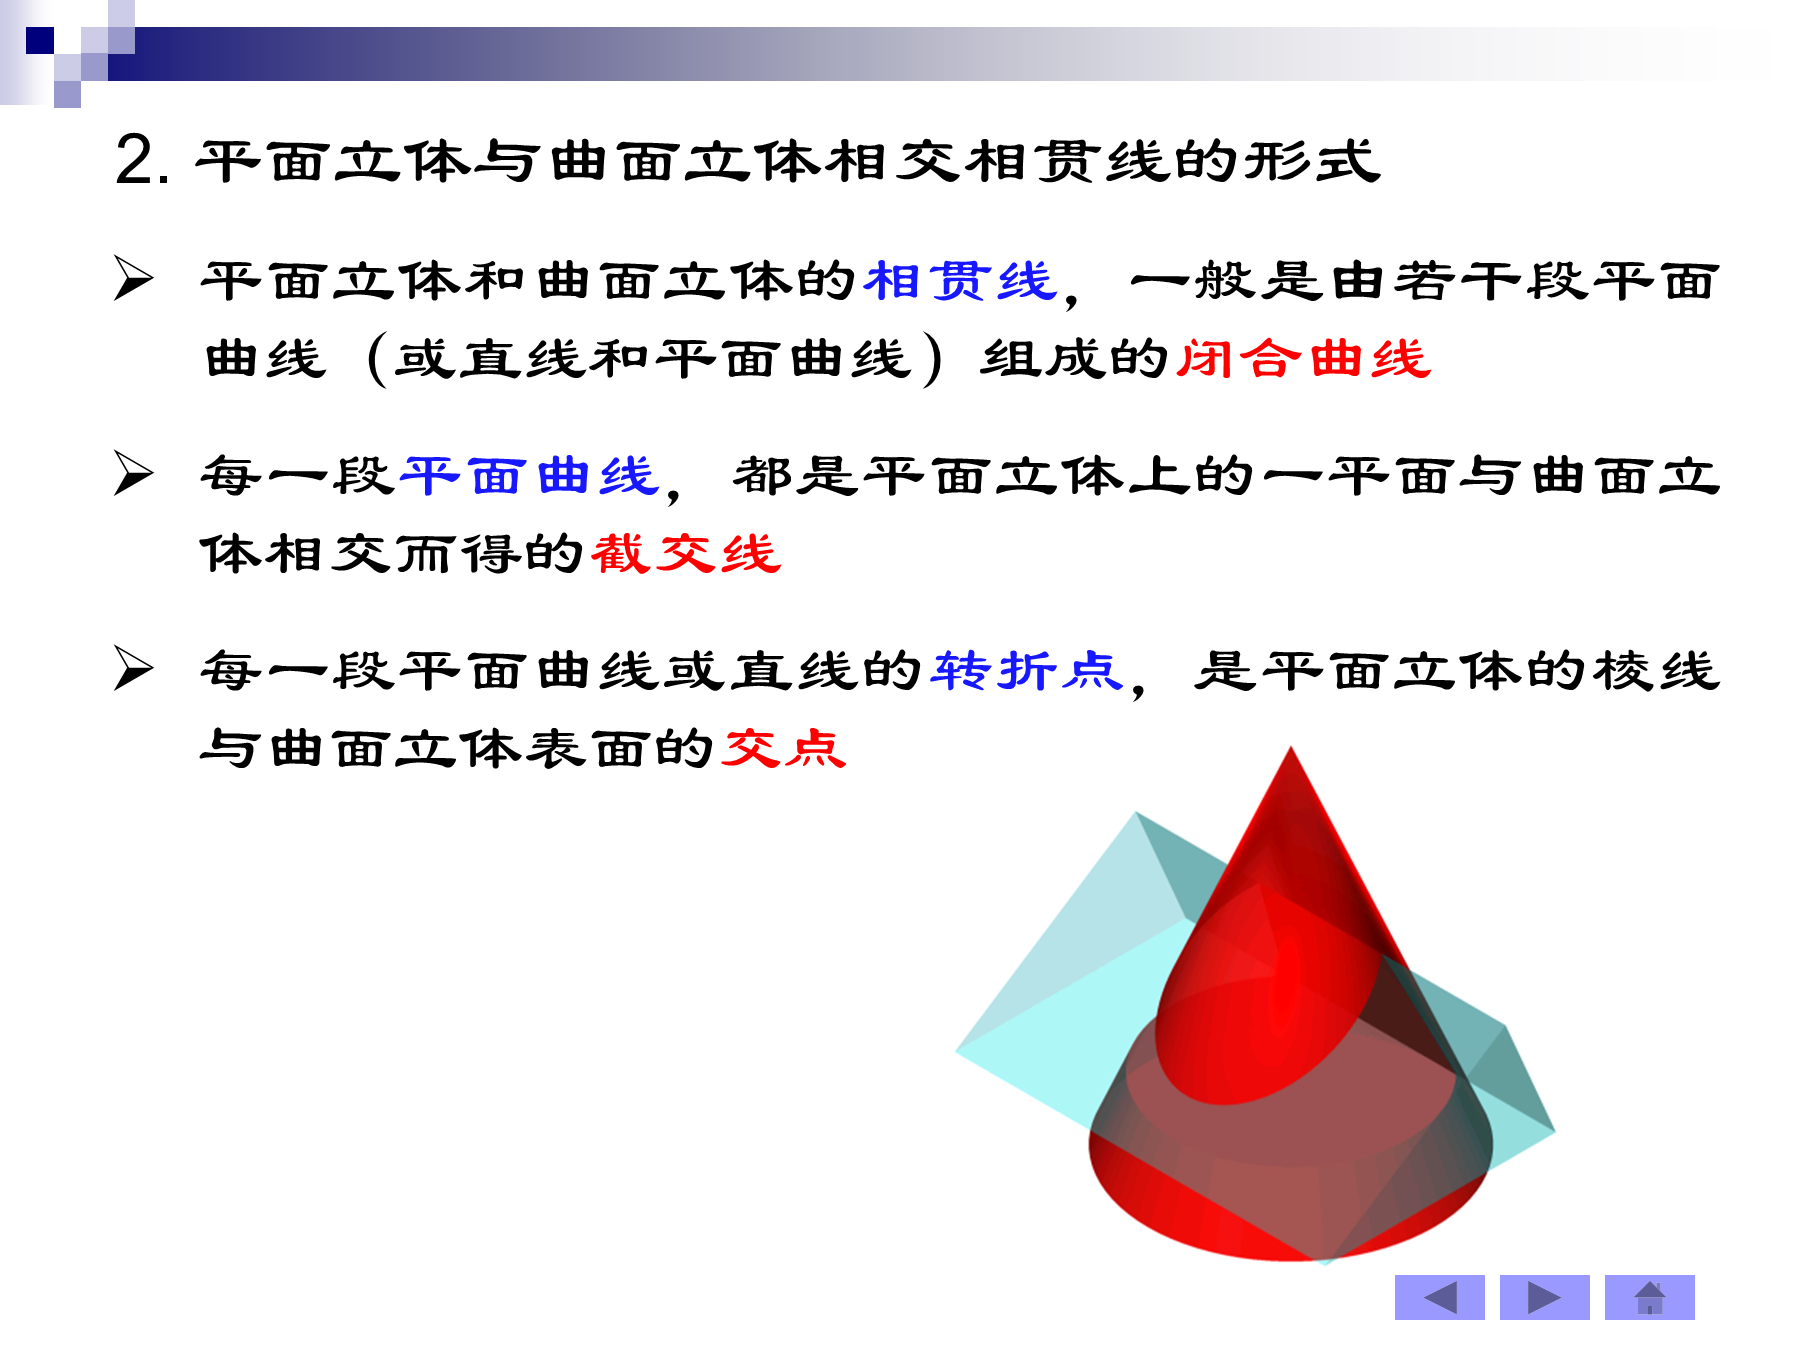 2. 平面立体与曲面立体相交相贯线的形式
平面立体和曲面立体的相贯线，一般是由若干段平面
曲线（或直线和平面曲线）组成的闭合曲线
每一段平面曲线，都是平面立体上的一平面与曲面立
体相交而得的截交线
每一段平面曲线或直线的转折点，是平面立体的棱线
与曲面立体表面的交点